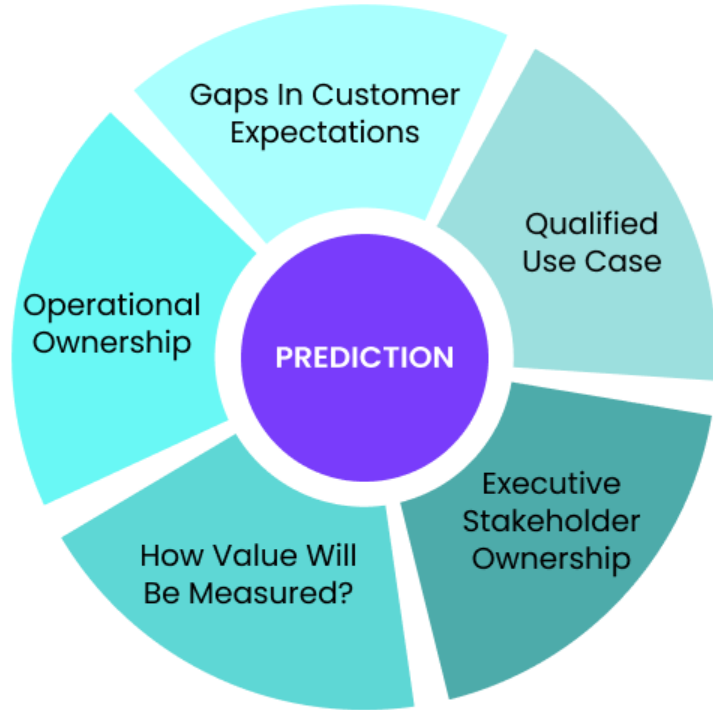 Gaps In Customer
Expectations
Qualified
Use Case
Executive
Stakeholder
Ownership
How Value Will
Be Measured?
Operational
Ownership
PREDICTION